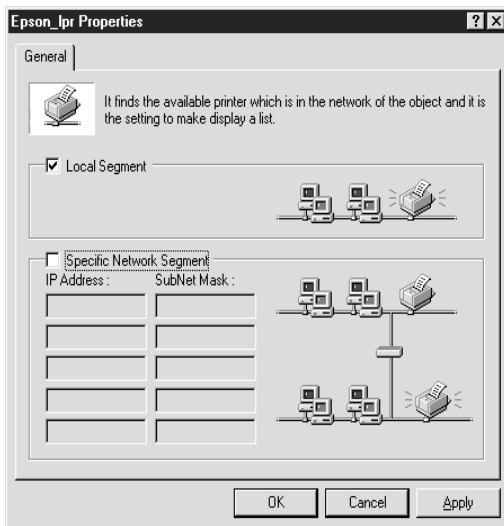 Epson_lpr Properties
General
It finds the available printer which is in the network of the object and it is
the setting to make display a list.
Local Segment
Specific Network Segment
IP Address : SubNet Mask :
OK Cancel Apply